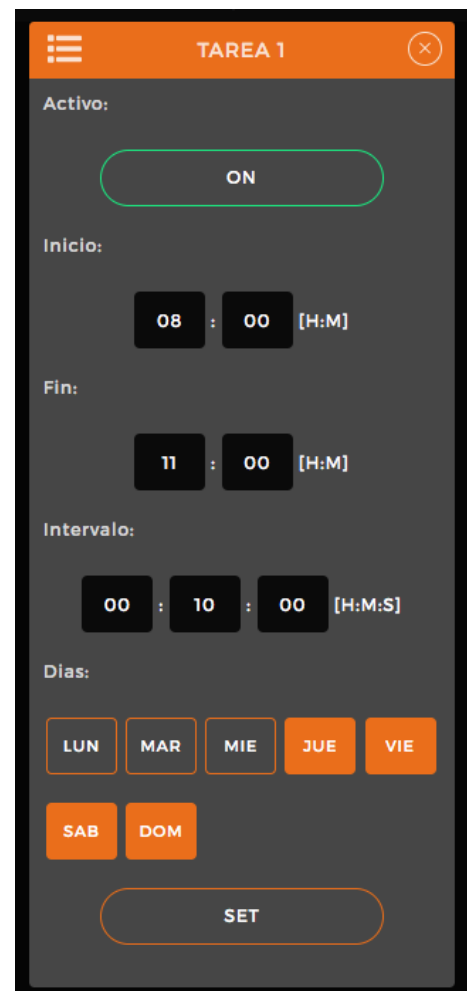 TAREA 1
Activo:
ON
Inicio:
08 : 00 [H:M]
Fin:
11 : 00 [H:M]
Intervalo:
00 : 10 : 00 [H:M:S]
Dias:
LUN MAR MIE JUE VIE
SAB DOM
SET